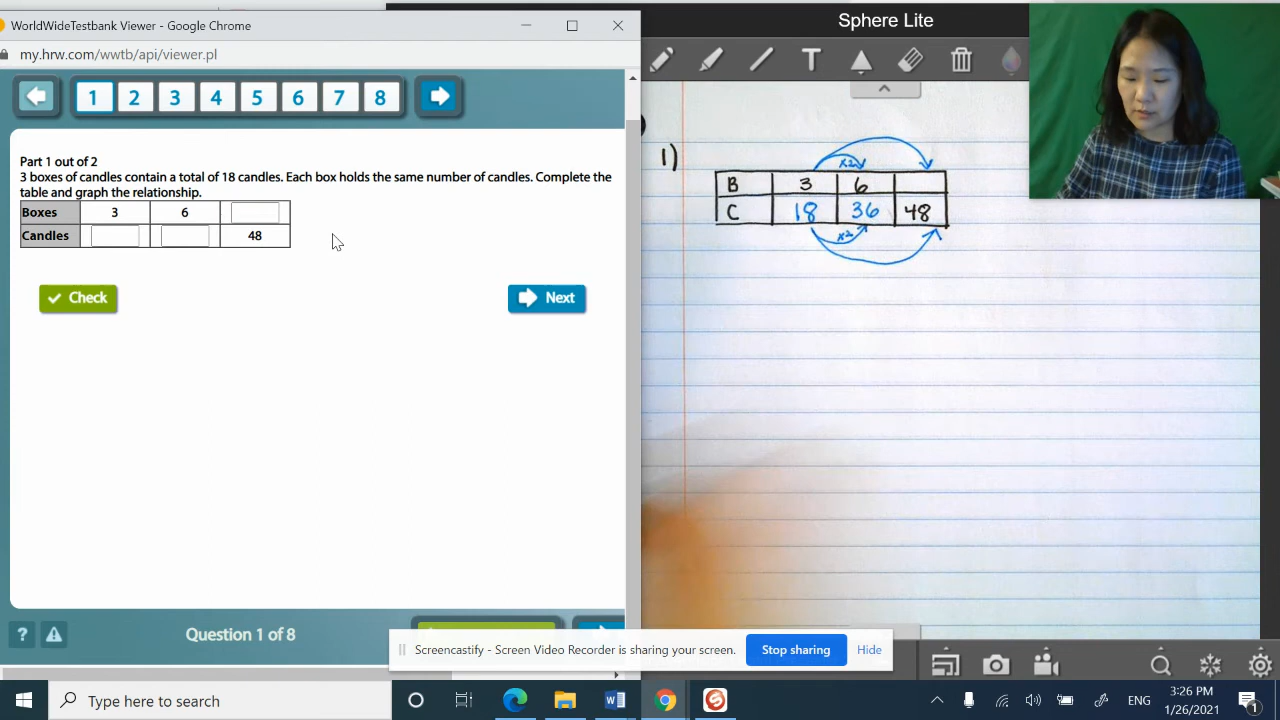 WorldWideTestbank Viewer - Google Chrome
my.hrw.com/wwtb/api/viewer.pl
1 2 3 4 5 6 7 8
Part 1 out of 2
3 boxes of candles contain a total of 18 candles. Each box holds the same number of candles. Complete the
table and graph the relationship.
Boxes 3 6
Candles 48
Check
Next
? 
Question 1 of 8
Sphere Lite
T
1)
x2
B 3 6
C 18 36 48
x2
Screencastify - Screen Video Recorder is sharing your screen.
Stop sharing
Hide
Type here to search
ENG
3:26 PM
1/26/2021
1